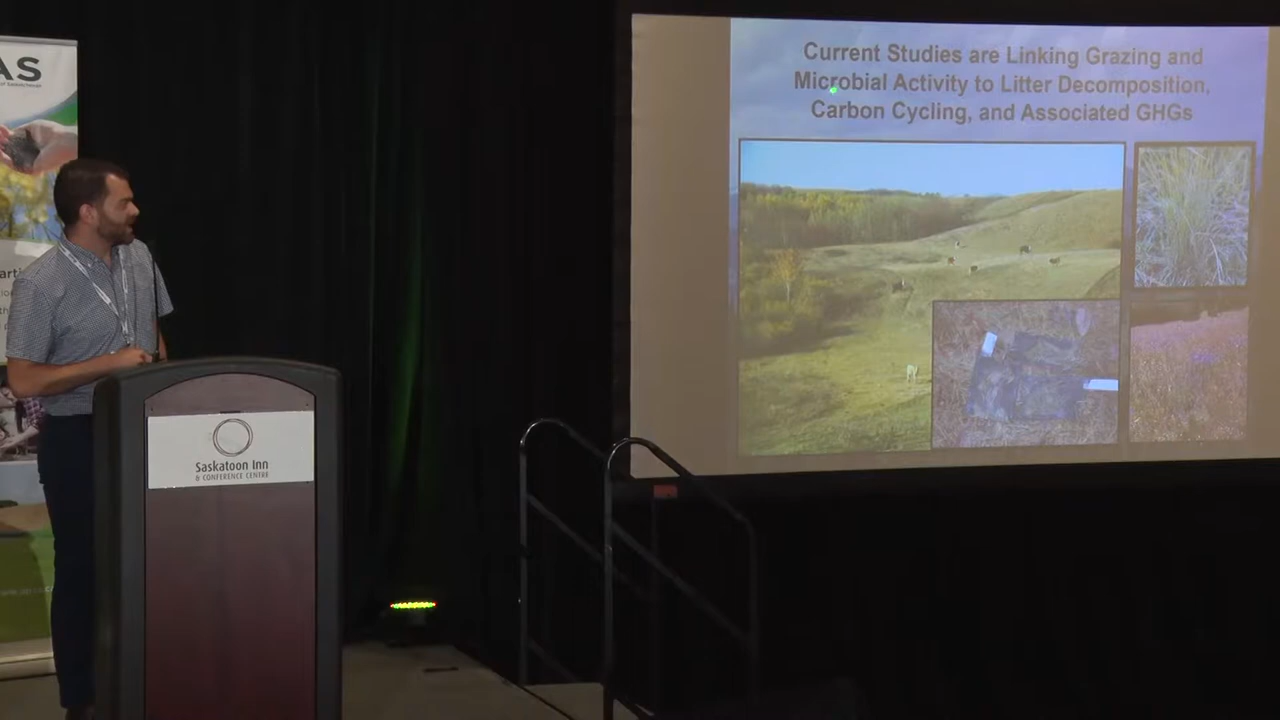 AS
Current Studies are Linking Grazing and
Microbial Activity to Litter Decomposition,
Carbon Cycling, and Associated GHGs
Saskatoon Inn
& CONFERENCE CENTRE